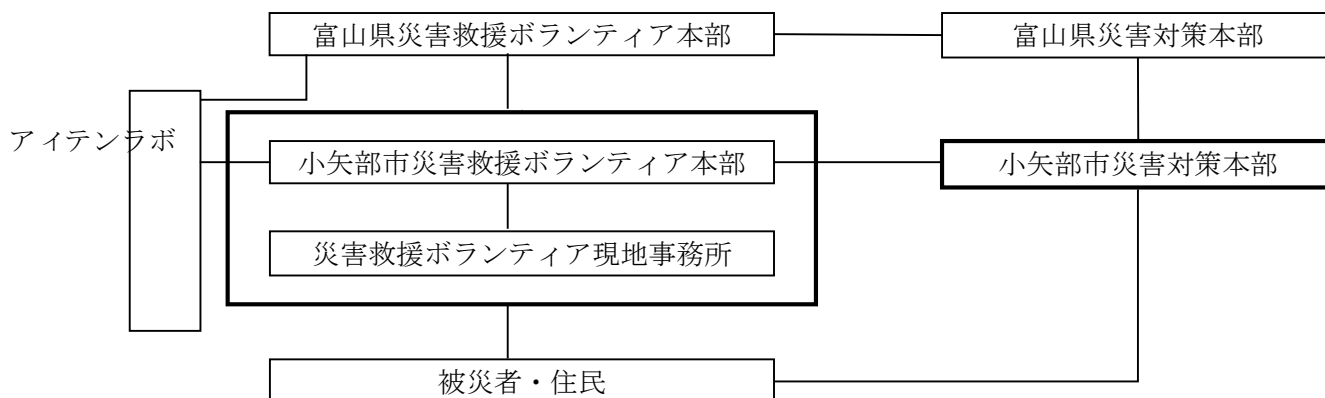 富山県災害救援ボランティア本部
富山県災害対策本部
アィテンラボ
小矢部市災害救援ボランティア本部
小矢部市災害対策本部
災害救援ボランティア現地事務所
被災者・住民